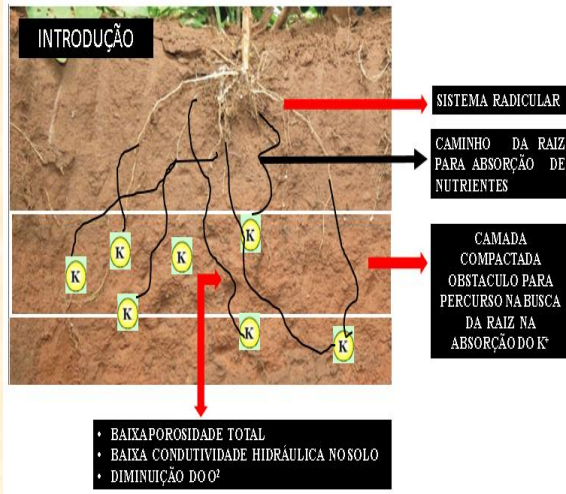 INTRODUÇÃO
SISTEMA RADICULAR
CAMINHO DA RAIZ
PARA ABSORÇÃO DE
NUTRIENTES
CAMADA
COMPACTADA
OBSTACULO PARA
PERCURSO NA BUSCA
DA RAIZ NA
ABSORÇÃO DO K⁺
K
K
K
K
K
K
K
• BAIXA POROSIDADE TOTAL
• BAIXA CONDUTIVIDADE HIDRÁULICA NO SOLO
• DIMINUIÇÃO DO O²